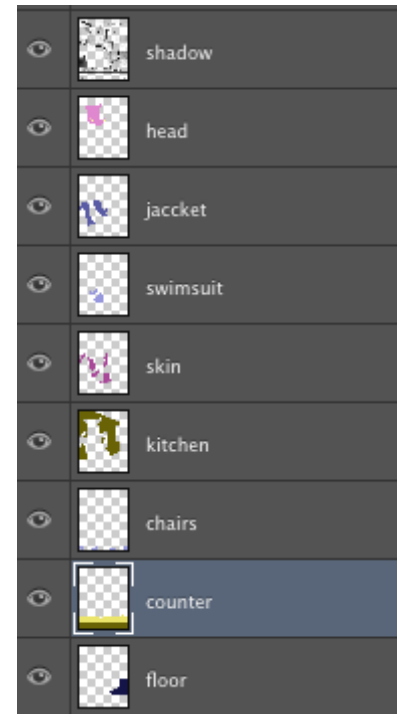 shadow
head
jaccket
swimsuit
skin
kitchen
chairs
counter
floor